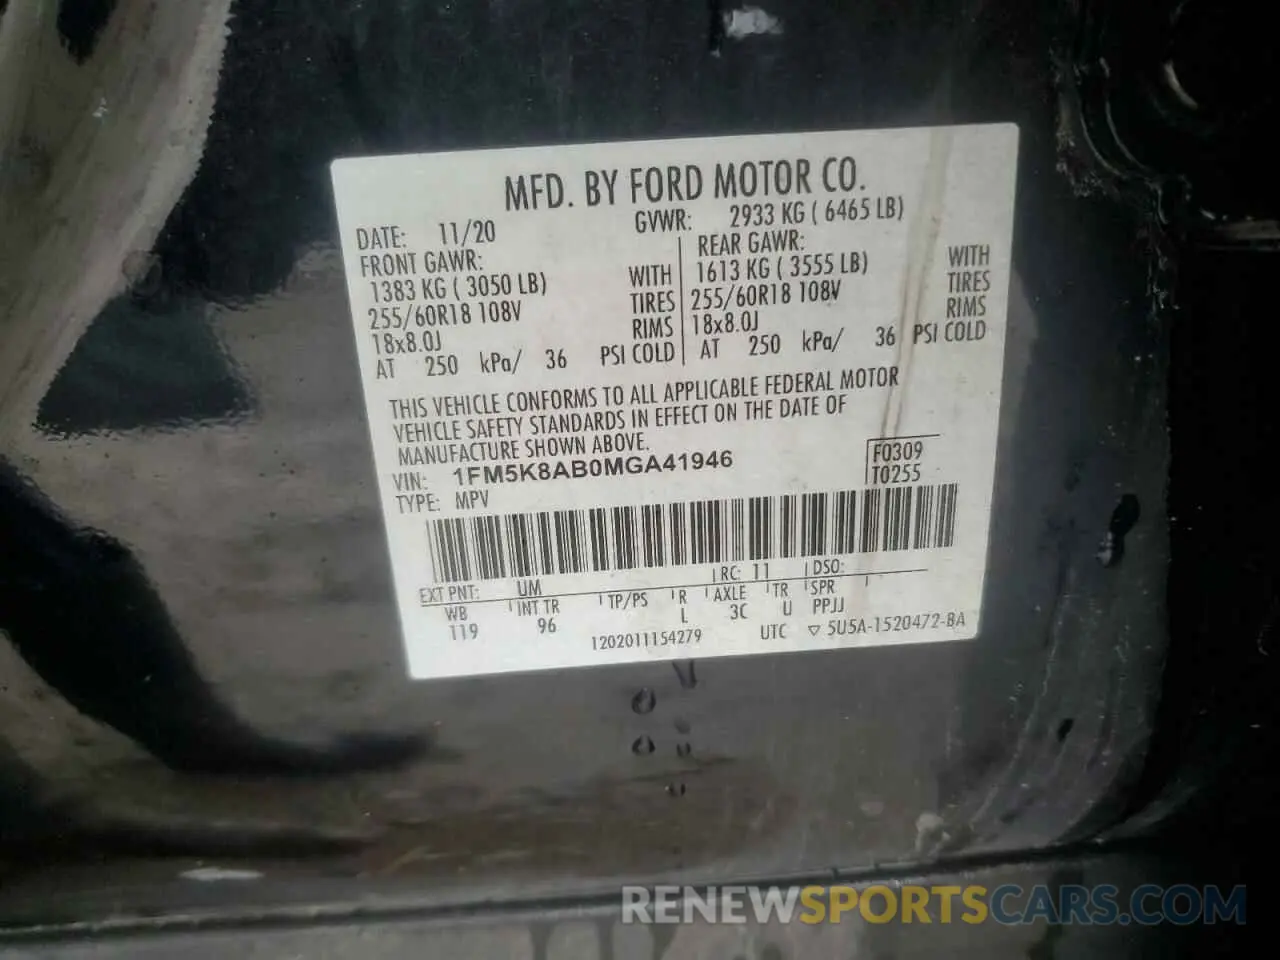 MFD. BY FORD MOTOR CO.
DATE: 11/20 GVWR: 2933 KG ( 6465 LB)
FRONT GAWR: REAR GAWR:
1383 KG ( 3050 LB) WITH 1613 KG ( 3555 LB) WITH
255/60R18 108V TIRES 255/60R18 108V TIRES
18x8.0J RIMS 18x8.0J RIMS
AT 250 kPa/ 36 PSI COLD AT 250 kPa/ 36 PSI COLD
THIS VEHICLE CONFORMS TO ALL APPLICABLE FEDERAL MOTOR
VEHICLE SAFETY STANDARDS IN EFFECT ON THE DATE OF
MANUFACTURE SHOWN ABOVE.
VIN: 1FM5K8AB0MGA41946 F0309
TYPE: MPV T0255
EXT PNT: UM RC: 11 DSO:
WB INT TR TP/PS R AXLE TR SPR
119 96 L 3C U PPJJ
1202011154279 UTC ▽ 5U5A-1520472-BA
RENEWSPORTSCARS.COM